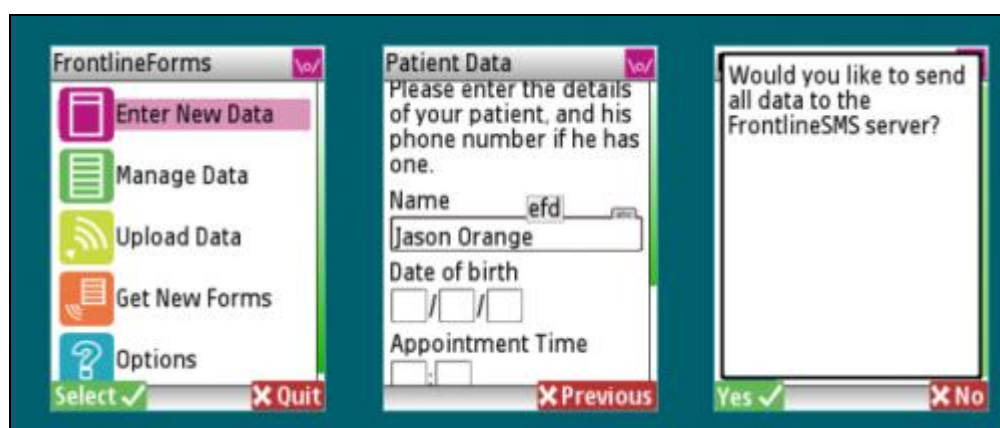 FrontlineForms
\o/
Enter New Data
Manage Data
Upload Data
Get New Forms
? Options
Select
Quit
Patient Data
\o/
Please enter the details
of your patient, and his
phone number if he has
one.
Name
efd
Jason Orange
Date of birth
/ /
Appointment Time
:
Previous
Would you like to send
all data to the
FrontlineSMS server?
Yes
No